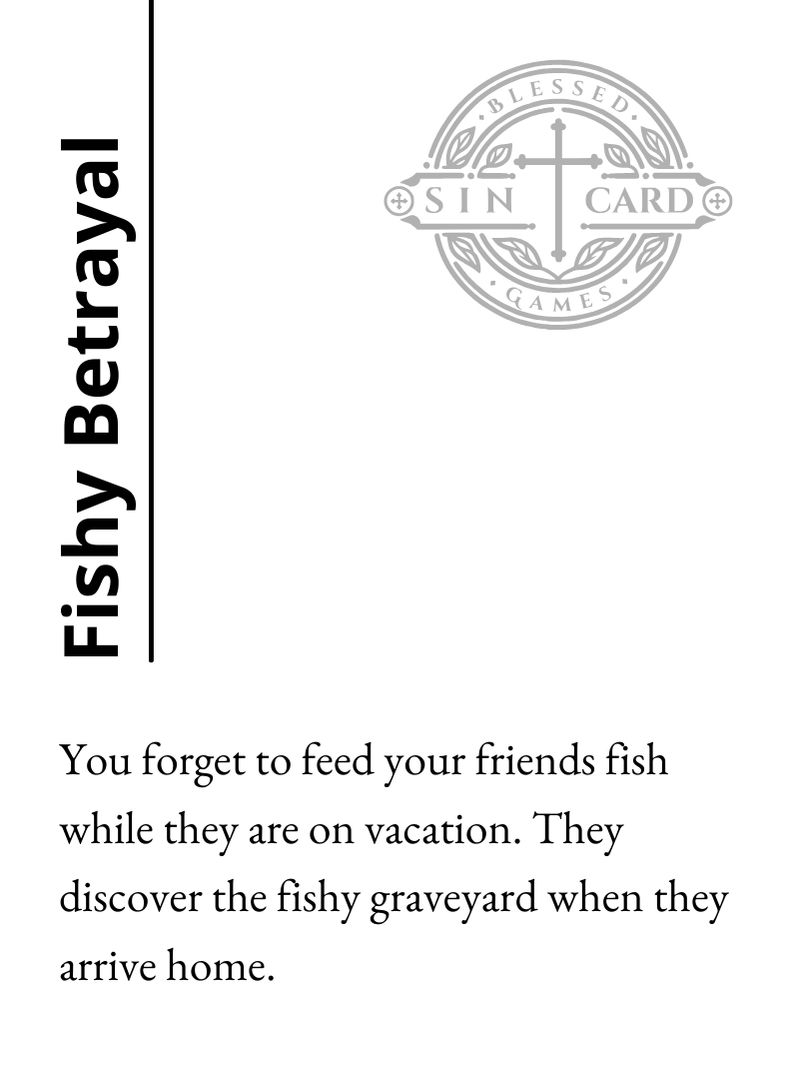 Fishy Betrayal
BLESSED
SIN CARD
GAMES
You forget to feed your friends fish
while they are on vacation. They
discover the fishy graveyard when they
arrive home.